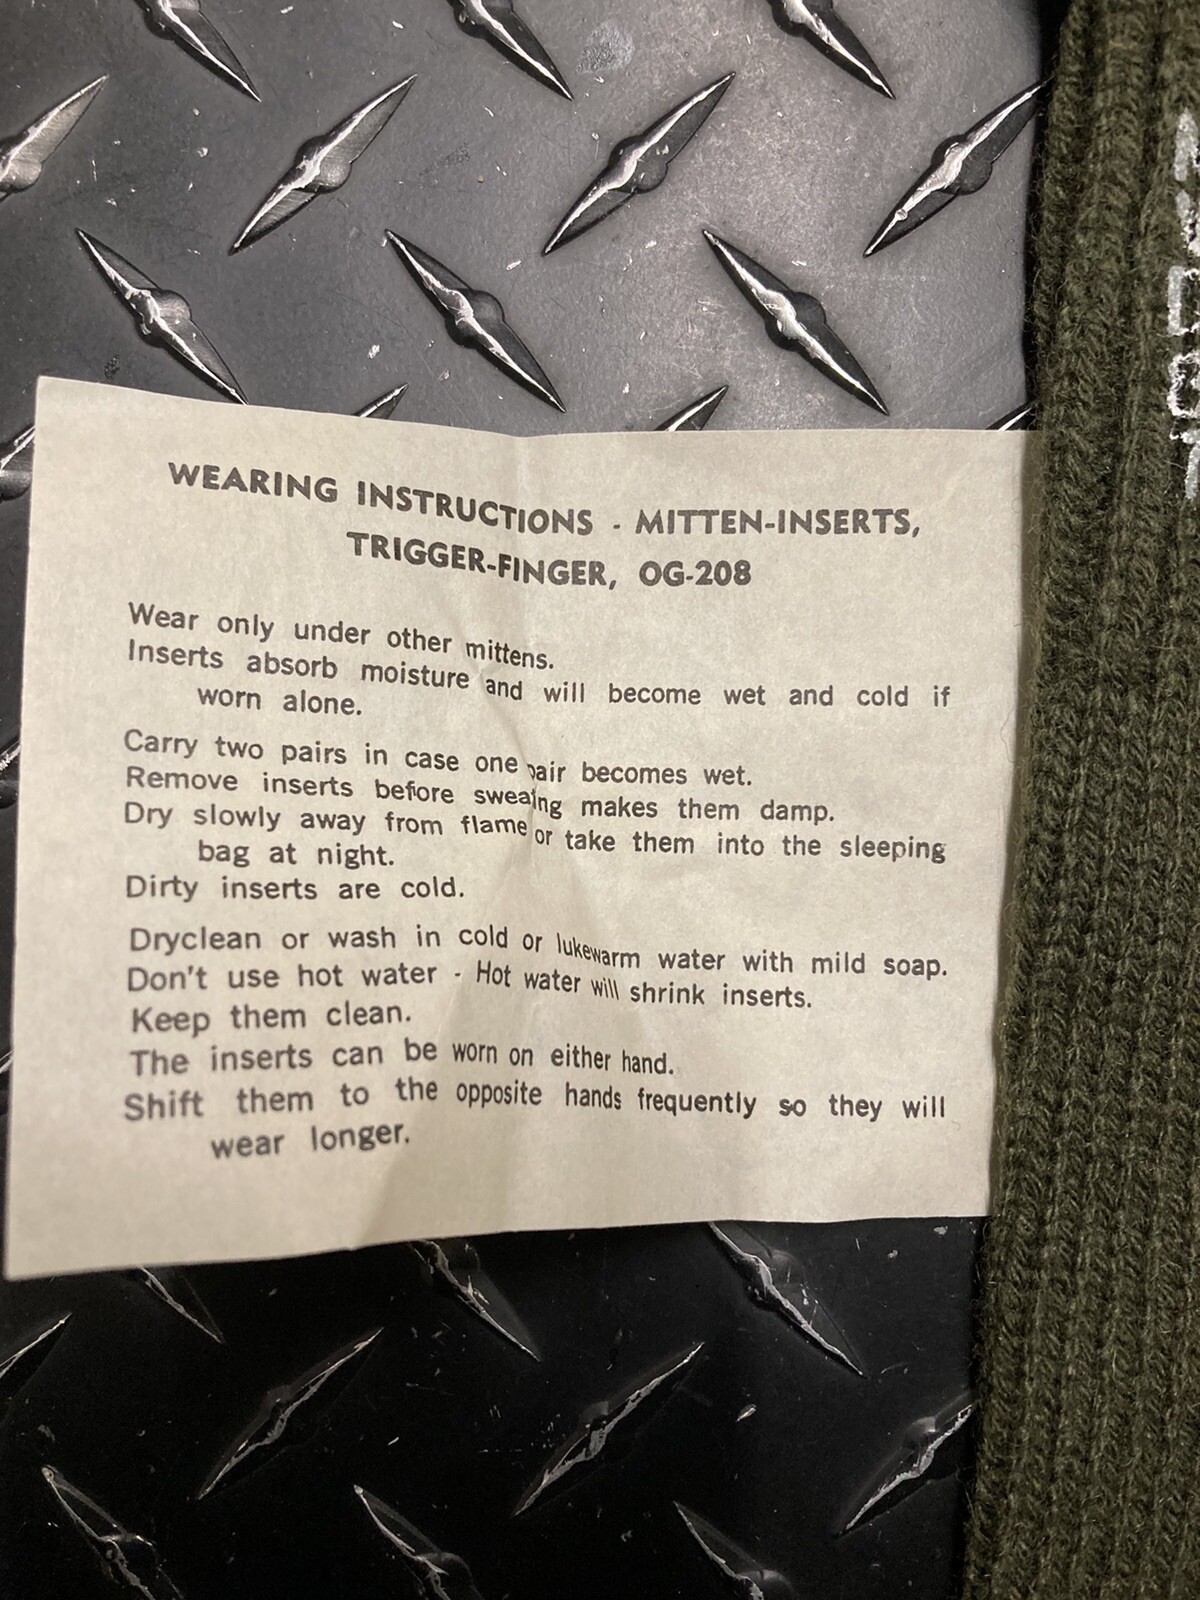 WEARING INSTRUCTIONS - MITTEN-INSERTS,
TRIGGER-FINGER, OG-208
Wear only under other mittens.
Inserts absorb moisture and will become wet and cold if
worn alone.
Carry two pairs in case one pair becomes wet.
Remove inserts before sweating makes them damp.
Dry slowly away from flame or take them into the sleeping
bag at night.
Dirty inserts are cold.
Dryclean or wash in cold or lukewarm water with mild soap.
Don't use hot water - Hot water will shrink inserts.
Keep them clean.
The inserts can be worn on either hand.
Shift them to the opposite hands frequently so they will
wear longer.